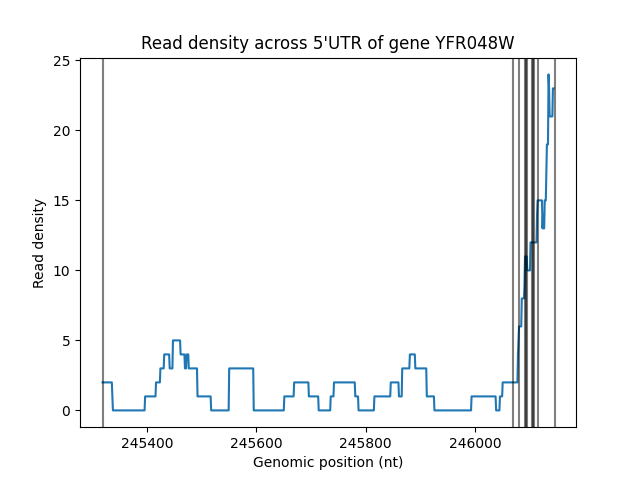 Read density across 5'UTR of gene YFR048W
25
20
15
10
5
0
Read density
245400 245600 245800 246000
Genomic position (nt)